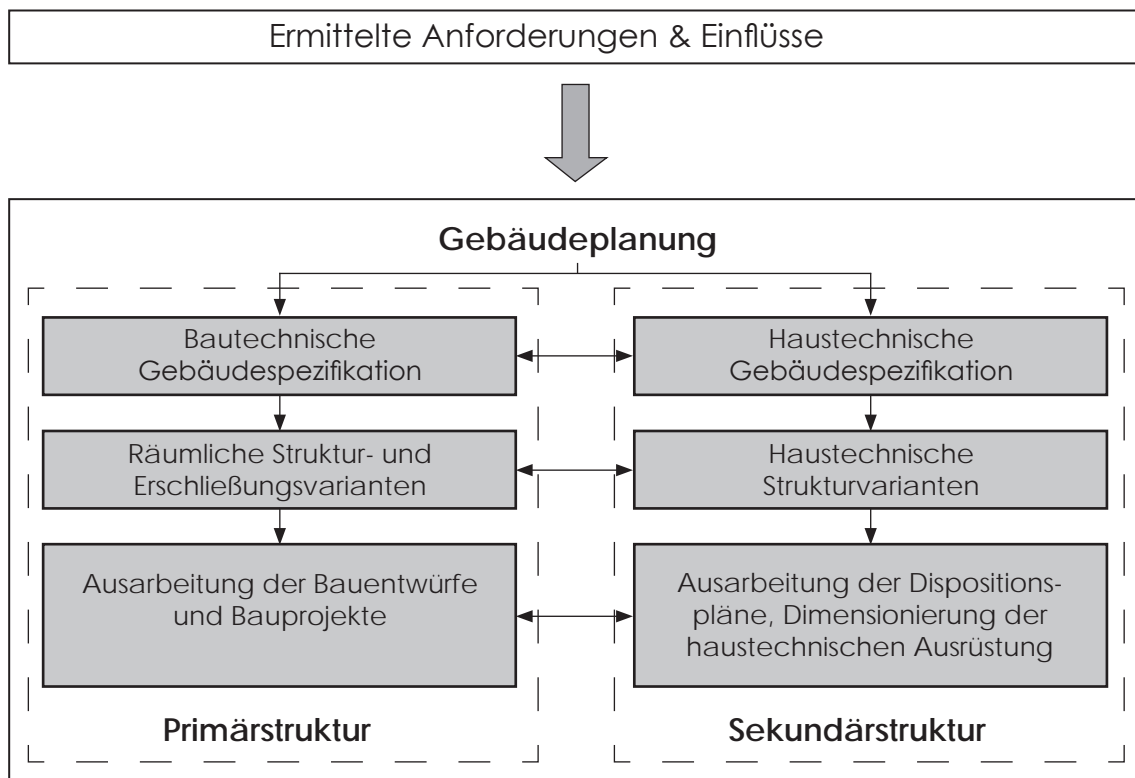 Ermittelte Anforderungen & Einflüsse
Gebäudeplanung
Bautechnische
Gebäudespezifikation
Räumliche Struktur- und
Erschließungsvarianten
Ausarbeitung der Bauentwürfe
und Bauprojekte
Primärstruktur
Haustechnische
Gebäudespezifikation
Haustechnische
Strukturvarianten
Ausarbeitung der Dispositions-
pläne, Dimensionierung der
haustechnischen Ausrüstung
Sekundärstruktur